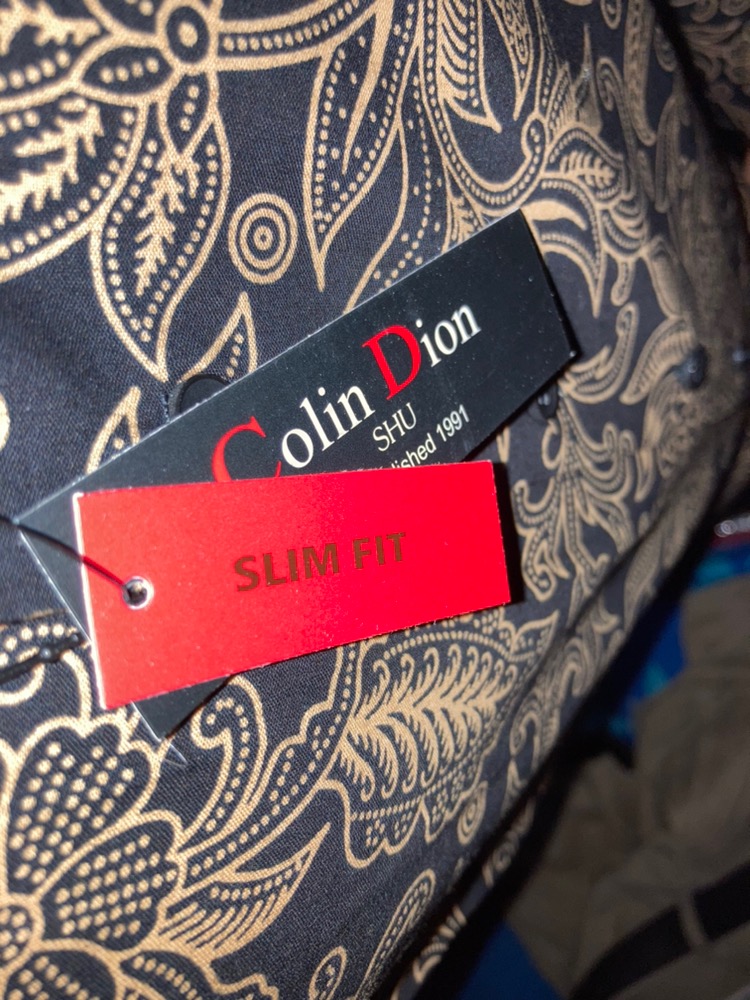 Colin Dion
SHU
1991
SLIM FIT